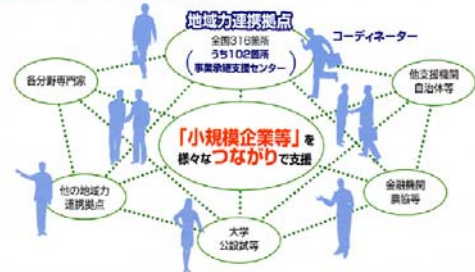 地域力連携拠点
全国316箇所
うち102箇所
事業承継支援センター
コーディネーター
各分野専門家
他支援機関
自治体等
「小規模企業等」を
様々なつながりで支援
他の地域力
連携拠点
金融機関
農協等
大学
公設試等